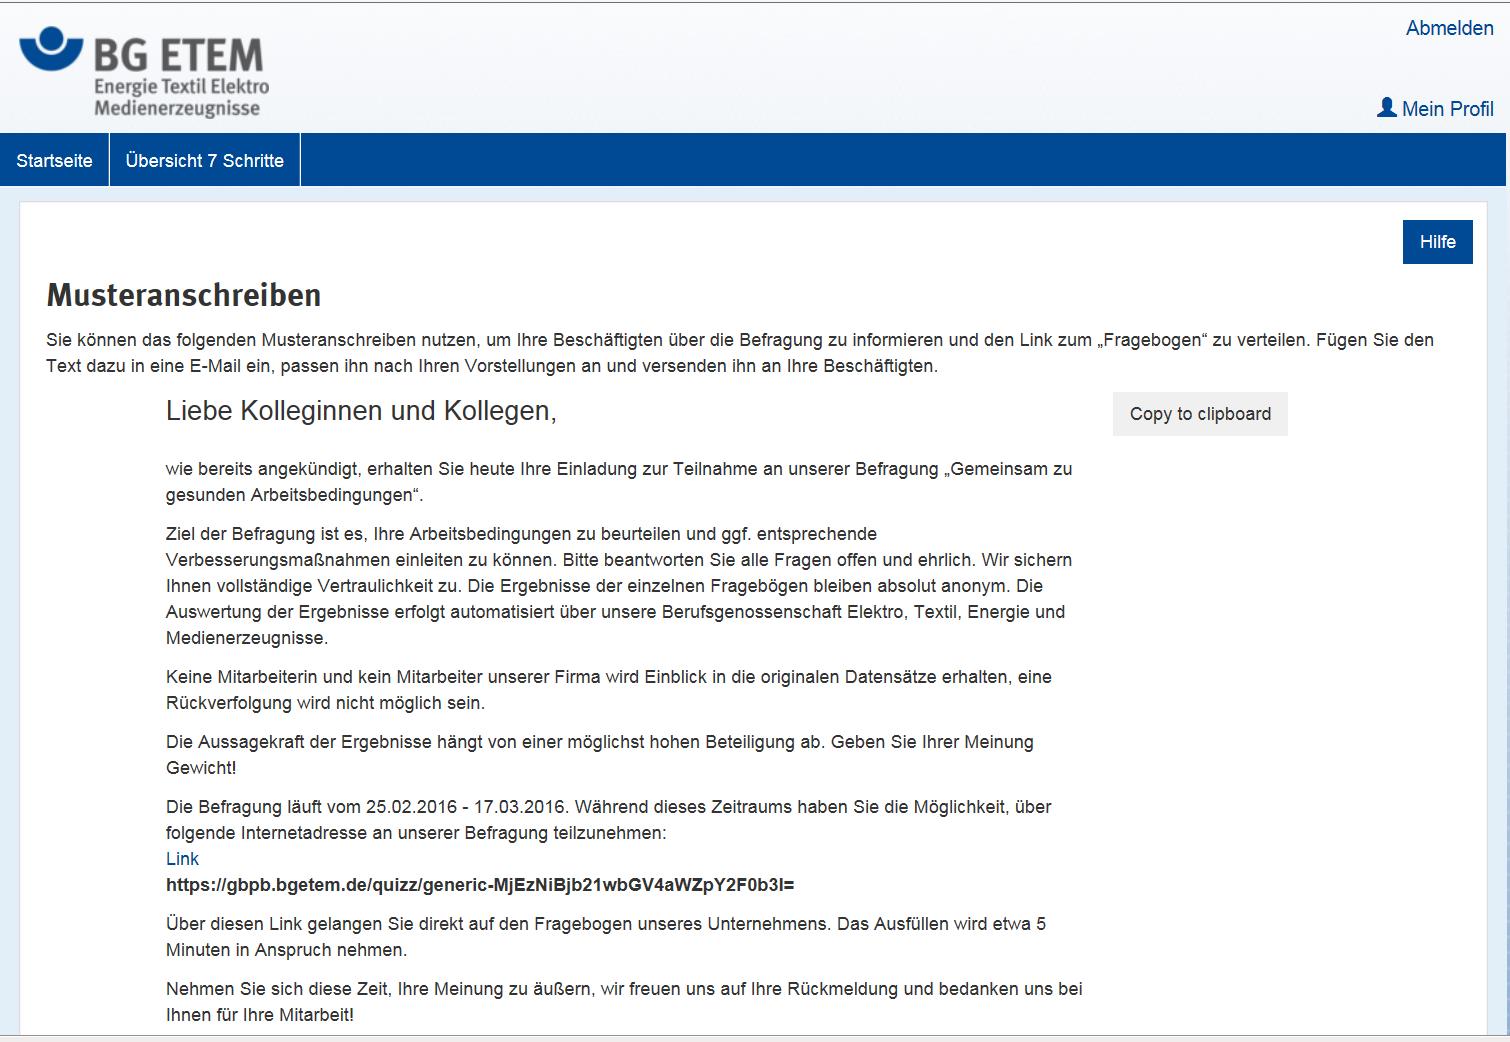 Abmelden
BG ETEM
Energie Textil Elektro
Medienerzeugnisse
Mein Profil
Startseite
Übersicht 7 Schritte
Hilfe
Musteranschreiben
Sie können das folgenden Musteranschreiben nutzen, um Ihre Beschäftigten über die Befragung zu informieren und den Link zum „Fragebogen“ zu verteilen. Fügen Sie den
Text dazu in eine E-Mail ein, passen ihn nach Ihren Vorstellungen an und versenden ihn an Ihre Beschäftigten.
Liebe Kolleginnen und Kollegen,
Copy to clipboard
wie bereits angekündigt, erhalten Sie heute Ihre Einladung zur Teilnahme an unserer Befragung „Gemeinsam zu
gesunden Arbeitsbedingungen“.
Ziel der Befragung ist es, Ihre Arbeitsbedingungen zu beurteilen und ggf. entsprechende
Verbesserungsmaßnahmen einleiten zu können. Bitte beantworten Sie alle Fragen offen und ehrlich. Wir sichern
Ihnen vollständige Vertraulichkeit zu. Die Ergebnisse der einzelnen Fragebögen bleiben absolut anonym. Die
Auswertung der Ergebnisse erfolgt automatisiert über unsere Berufsgenossenschaft Elektro, Textil, Energie und
Medienerzeugnisse.
Keine Mitarbeiterin und kein Mitarbeiter unserer Firma wird Einblick in die originalen Datensätze erhalten, eine
Rückverfolgung wird nicht möglich sein.
Die Aussagekraft der Ergebnisse hängt von einer möglichst hohen Beteiligung ab. Geben Sie Ihrer Meinung
Gewicht!
Die Befragung läuft vom 25.02.2016 - 17.03.2016. Während dieses Zeitraums haben Sie die Möglichkeit, über
folgende Internetadresse an unserer Befragung teilzunehmen:
Link
https://gbpb.bgetem.de/quizz/generic-MjEzNiBjb21wbGV4aWZpY2F0b3I=
Über diesen Link gelangen Sie direkt auf den Fragebogen unseres Unternehmens. Das Ausfüllen wird etwa 5
Minuten in Anspruch nehmen.
Nehmen Sie sich diese Zeit, Ihre Meinung zu äußern, wir freuen uns auf Ihre Rückmeldung und bedanken uns bei
Ihnen für Ihre Mitarbeit!